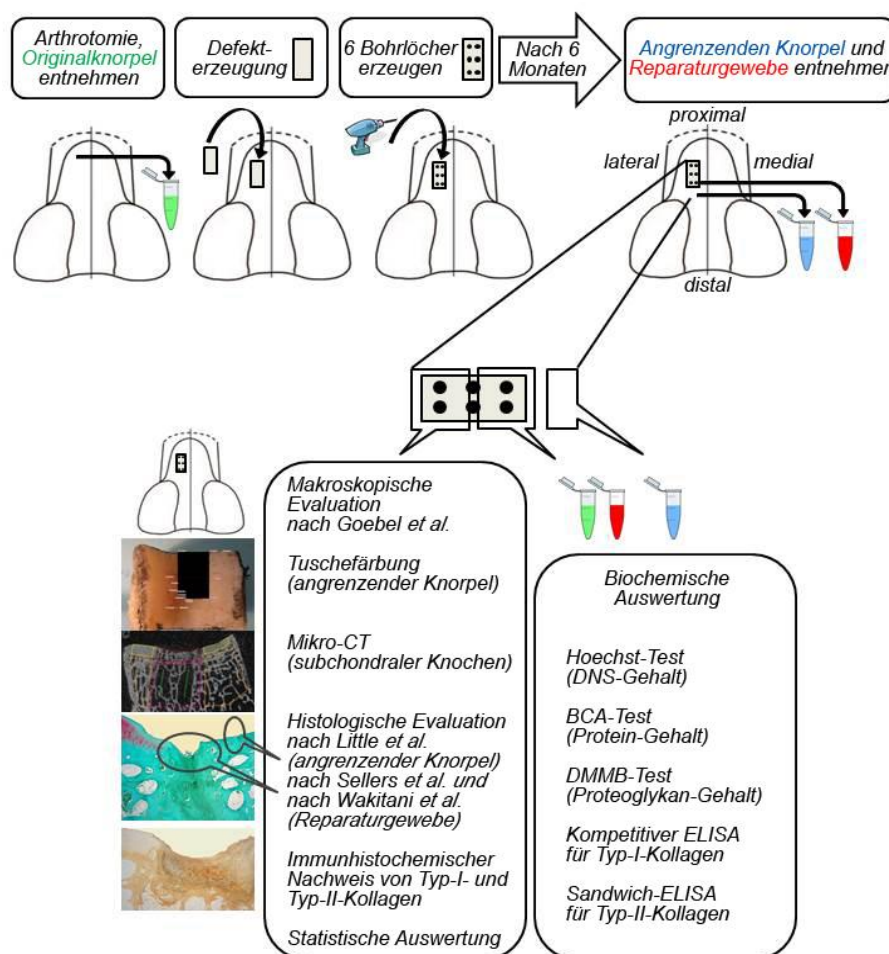 Arthrotomie,
Originalknorpel
entnehmen
Defekt-
erzeugung
6 Bohrlöcher
erzeugen
Nach 6
Monaten
Angrenzenden Knorpel und
Reparaturgewebe entnehmen
proximal
lateral
medial
distal
Makroskopische
Evaluation
nach Goebel et al.
Tuschefärbung
(angrenzender Knorpel)
Mikro-CT
(subchondraler Knochen)
Histologische Evaluation
nach Little et al.
(angrenzender Knorpel)
nach Sellers et al. und
nach Wakitani et al.
(Reparaturgewebe)
Immunhistochemischer
Nachweis von Typ-I- und
Typ-II-Kollagen
Statistische Auswertung
Biochemische
Auswertung
Hoechst-Test
(DNS-Gehalt)
BCA-Test
(Protein-Gehalt)
DMMB-Test
(Proteoglykan-Gehalt)
Kompetitiver ELISA
für Typ-I-Kollagen
Sandwich-ELISA
für Typ-II-Kollagen